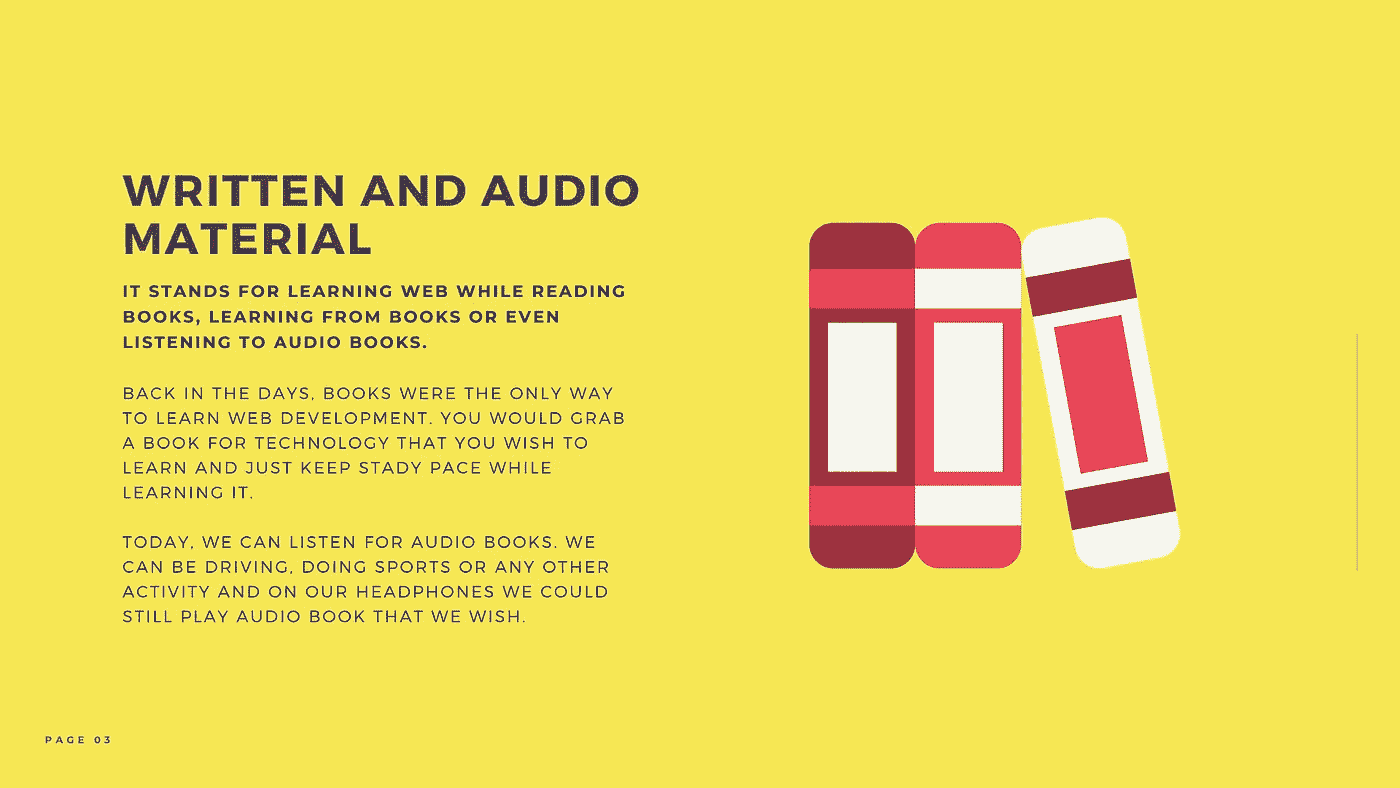 WRITTEN AND AUDIO
MATERIAL
IT STANDS FOR LEARNING WEB WHILE READING
BOOKS, LEARNING FROM BOOKS OR EVEN
LISTENING TO AUDIO BOOKS.
BACK IN THE DAYS, BOOKS WERE THE ONLY WAY
TO LEARN WEB DEVELOPMENT. YOU WOULD GRAB
A BOOK FOR TECHNOLOGY THAT YOU WISH TO
LEARN AND JUST KEEP STADY PACE WHILE
LEARNING IT.
TODAY, WE CAN LISTEN FOR AUDIO BOOKS. WE
CAN BE DRIVING, DOING SPORTS OR ANY OTHER
ACTIVITY AND ON OUR HEADPHONES WE COULD
STILL PLAY AUDIO BOOK THAT WE WISH.
PAGE 03